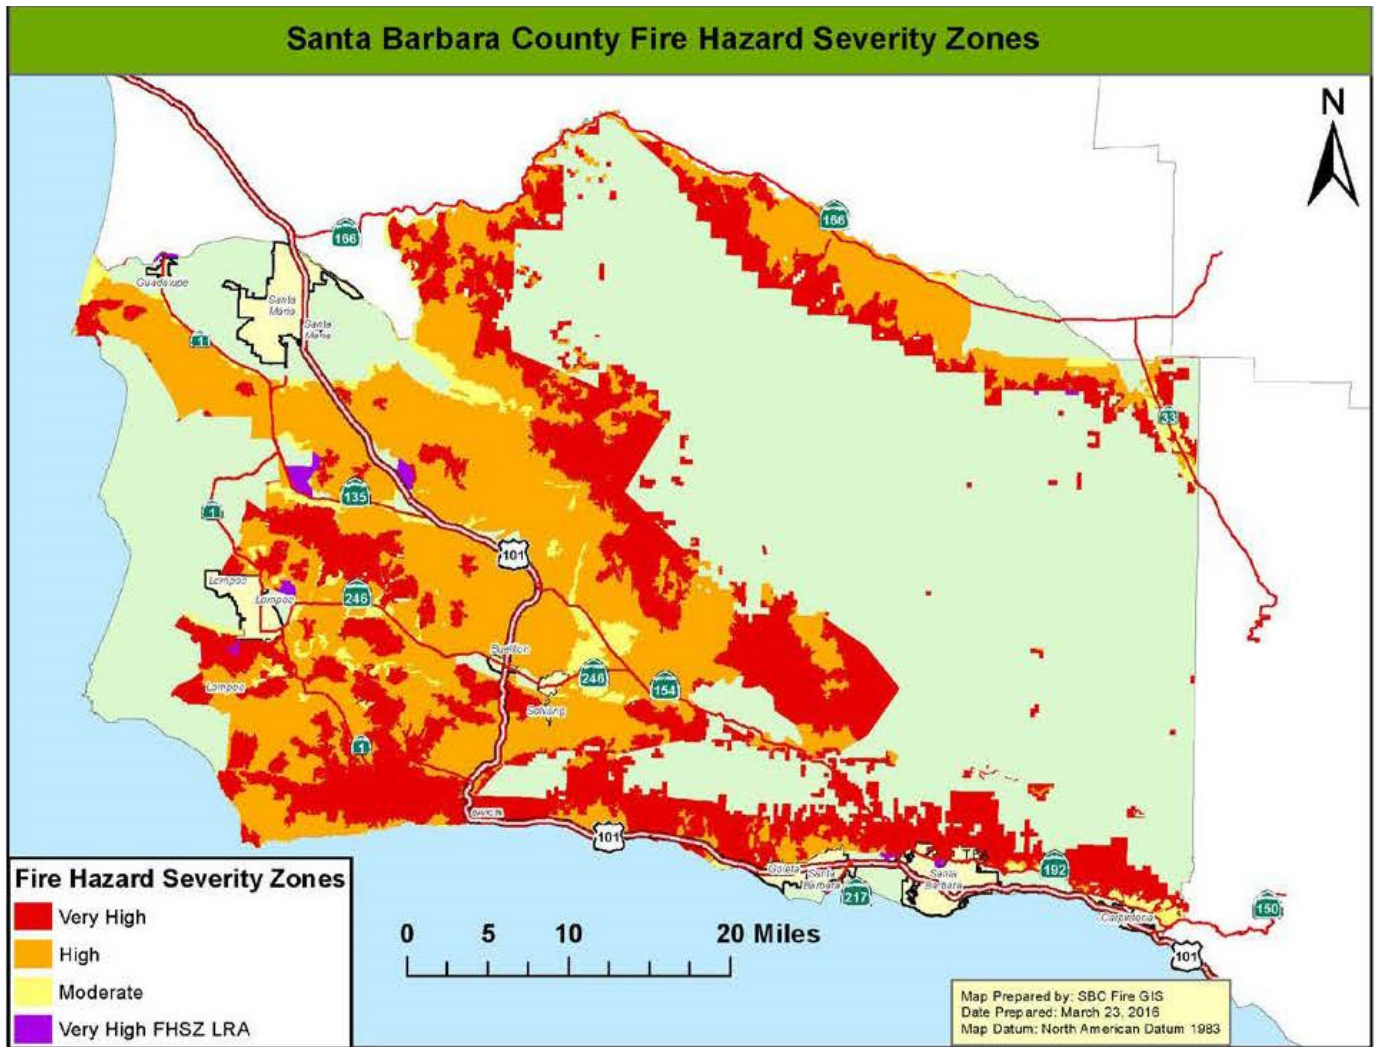 Santa Barbara County Fire Hazard Severity Zones
N
166
166
Guadalupe
Santa
Maria
Santa
Maria
1
33
135
1
101
Lompoc
Lompoc
246
Buellton
246
154
Lompoc
Solvang
1
101
Goleta
Santa
Barbara
217
Santa
Barbara
192
Carpinteria
150
101
Fire Hazard Severity Zones
Very High
High
Moderate
Very High FHSZ LRA
0 5 10 20 Miles
Map Prepared by: SBC Fire GIS
Date Prepared: March 23, 2016
Map Datum: North American Datum 1983